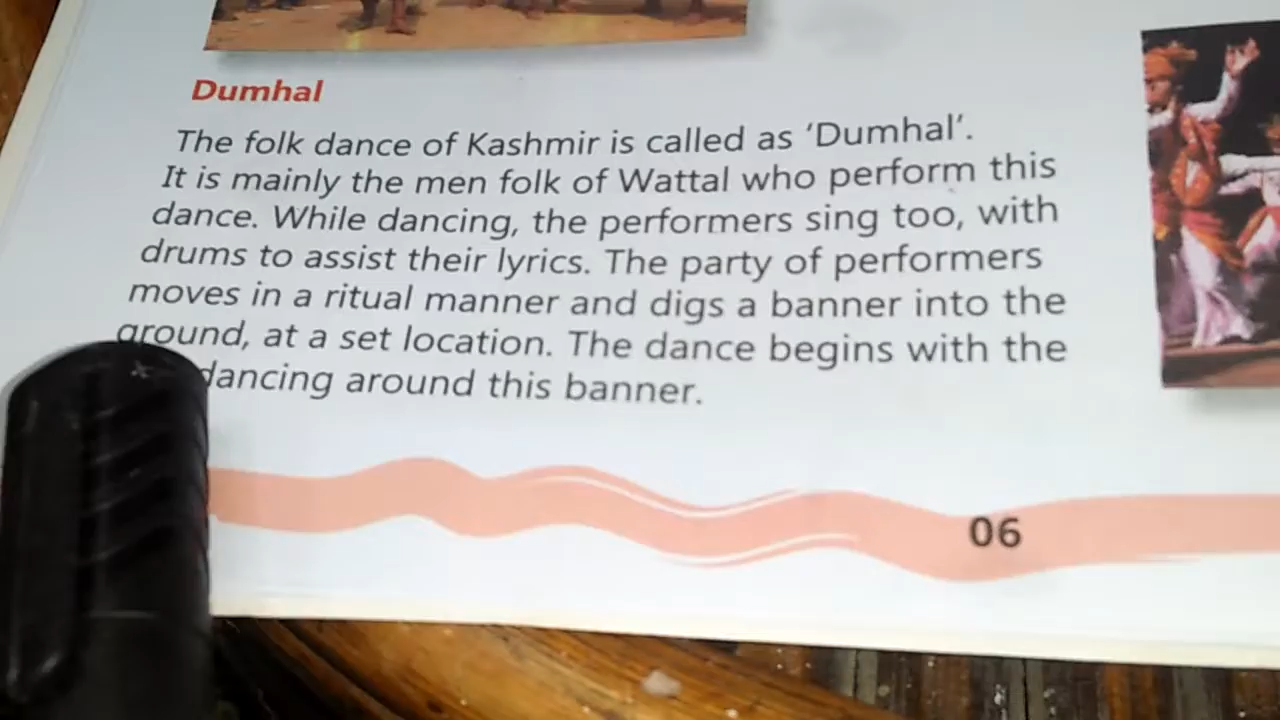 Dumhal
The folk dance of Kashmir is called as ‘Dumhal’.
It is mainly the men folk of Wattal who perform this
dance. While dancing, the performers sing too, with
drums to assist their lyrics. The party of performers
moves in a ritual manner and digs a banner into the
ground, at a set location. The dance begins with the
dancing around this banner.
06